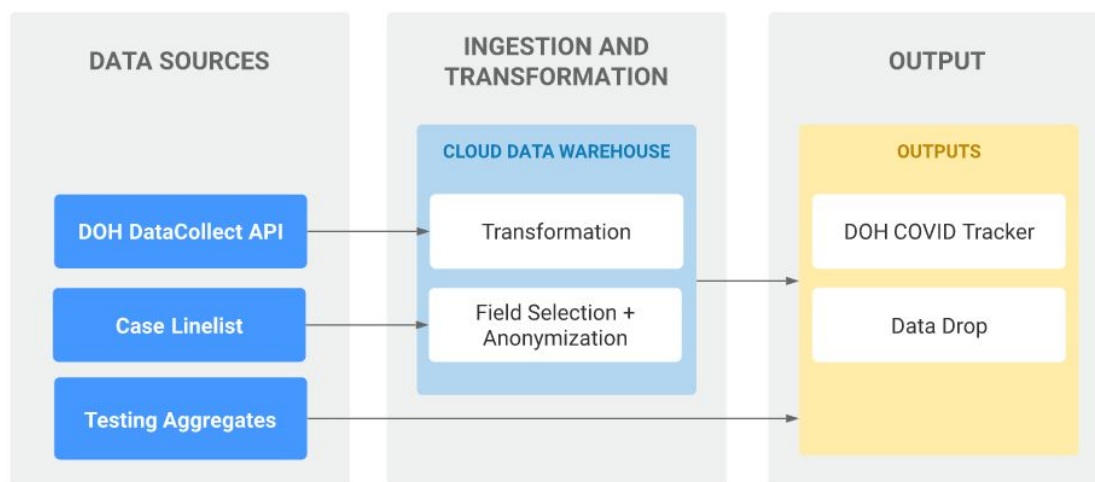 DATA SOURCES
DOH DataCollect API
Case Linelist
Testing Aggregates
INGESTION AND
TRANSFORMATION
CLOUD DATA WAREHOUSE
Transformation
Field Selection +
Anonymization
OUTPUT
OUTPUTS
DOH COVID Tracker
Data Drop